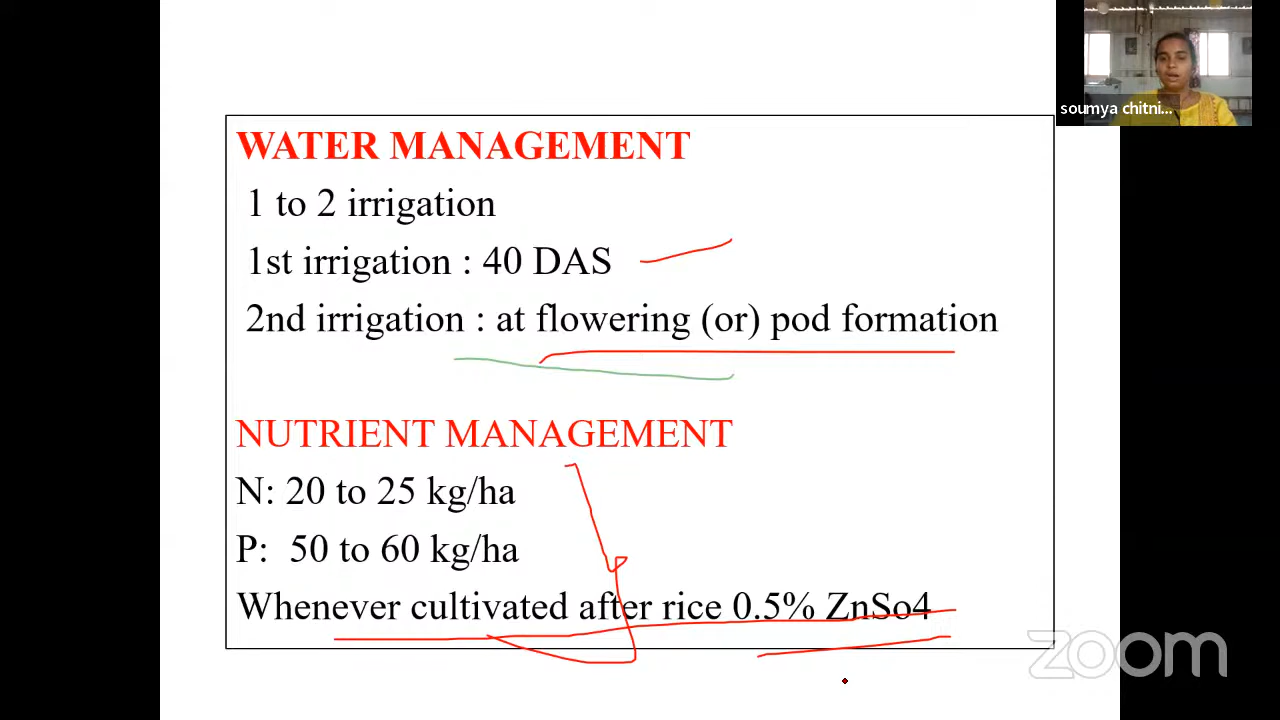 soumya chitni...
WATER MANAGEMENT
1 to 2 irrigation
1st irrigation : 40 DAS
2nd irrigation : at flowering (or) pod formation
NUTRIENT MANAGEMENT
N: 20 to 25 kg/ha
P: 50 to 60 kg/ha
Whenever cultivated after rice 0.5% ZnSo4
zoom